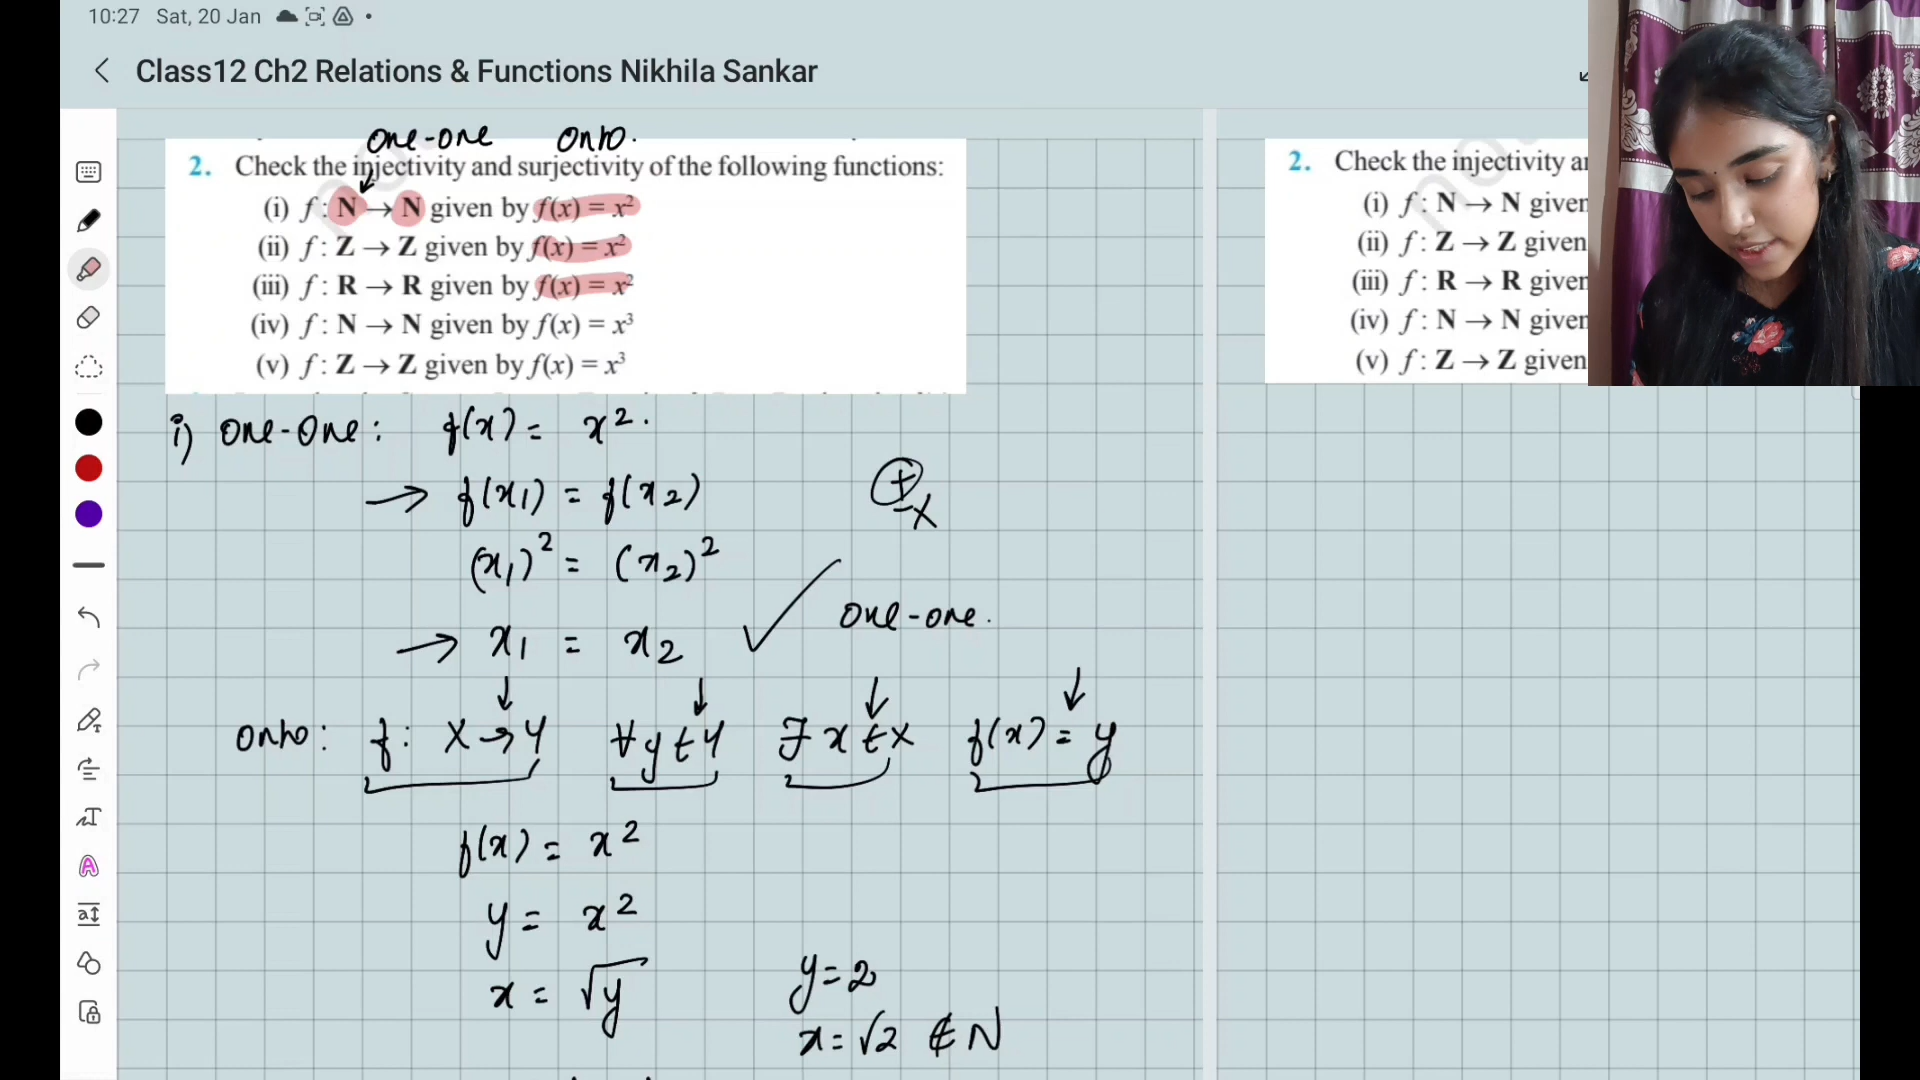 10:27 Sat, 20 Jan
Class12 Ch2 Relations & Functions Nikhila Sankar
one-one onto.
2. Check the injectivity and surjectivity of the following functions:
(i) f : N → N given by f(x) = x²
(ii) f : Z → Z given by f(x) = x²
(iii) f : R → R given by f(x) = x²
(iv) f : N → N given by f(x) = x³
(v) f : Z → Z given by f(x) = x³
i) one-one : f(x) = x².
→ f(x₁) = f(x₂)
+
- x
(x₁)² = (x₂)²
→ x₁ = x₂ ✓ one-one.
onto : f : X → Y ∀ y ∈ Y ∃ x ∈ X f(x) = y
f(x) = x²
y = x²
x = √y
y = 2
x = √2 ∉ N
2. Check the injectivity a
(i) f : N → N given
(ii) f : Z → Z given
(iii) f : R → R given
(iv) f : N → N given
(v) f : Z → Z given